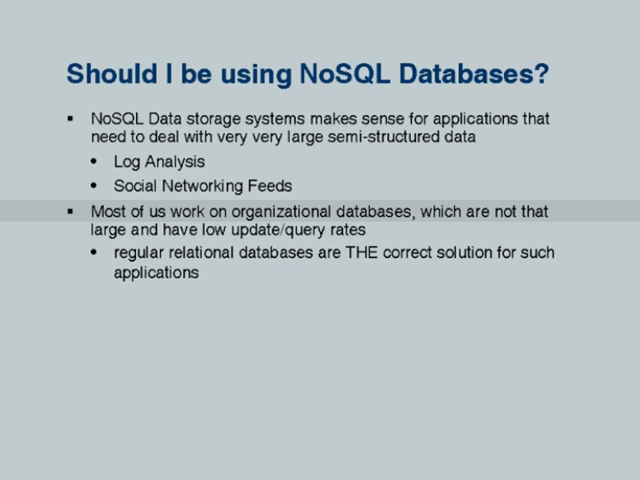 Should I be using NoSQL Databases?
▪ NoSQL Data storage systems makes sense for applications that
need to deal with very very large semi-structured data
• Log Analysis
• Social Networking Feeds
▪ Most of us work on organizational databases, which are not that
large and have low update/query rates
• regular relational databases are THE correct solution for such
applications